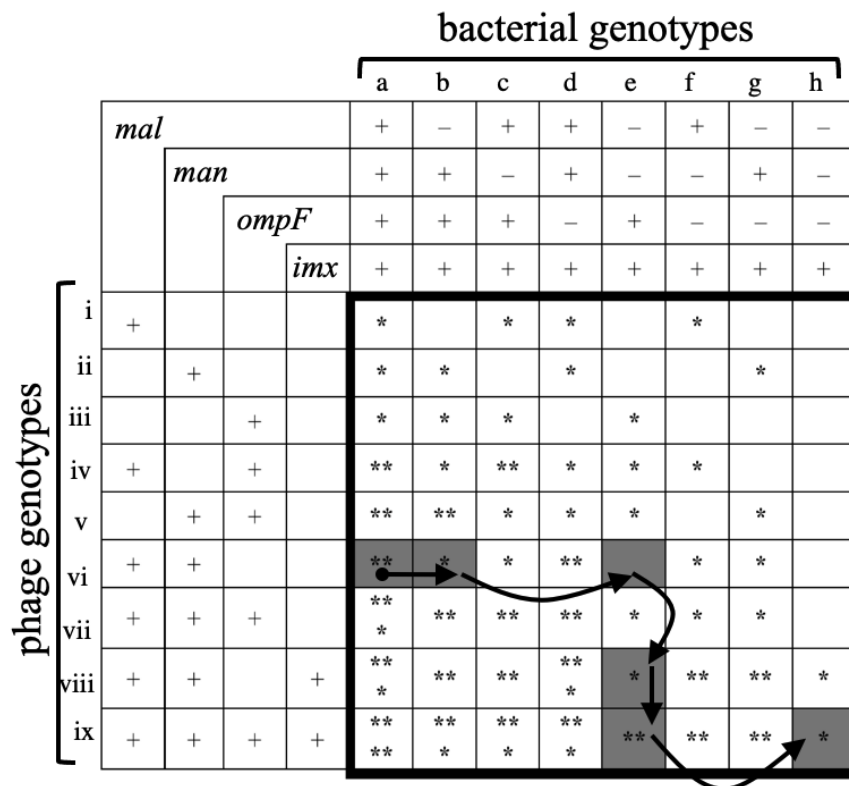 bacterial genotypes
a b c d e f g h
mal + – + + – + – –
man + + – + – – + –
ompF + + + – + – – –
imx + + + + + + + +
phage genotypes
i + * * * *
ii + * * * *
iii + * * * *
iv + + ** * ** * * *
v + + ** ** * * * *
vi + + ** * * ** * *
vii + + + ** * ** ** ** * * *
viii + + + ** * ** ** ** * * ** ** *
ix + + + + ** ** ** * ** * ** * ** ** ** *